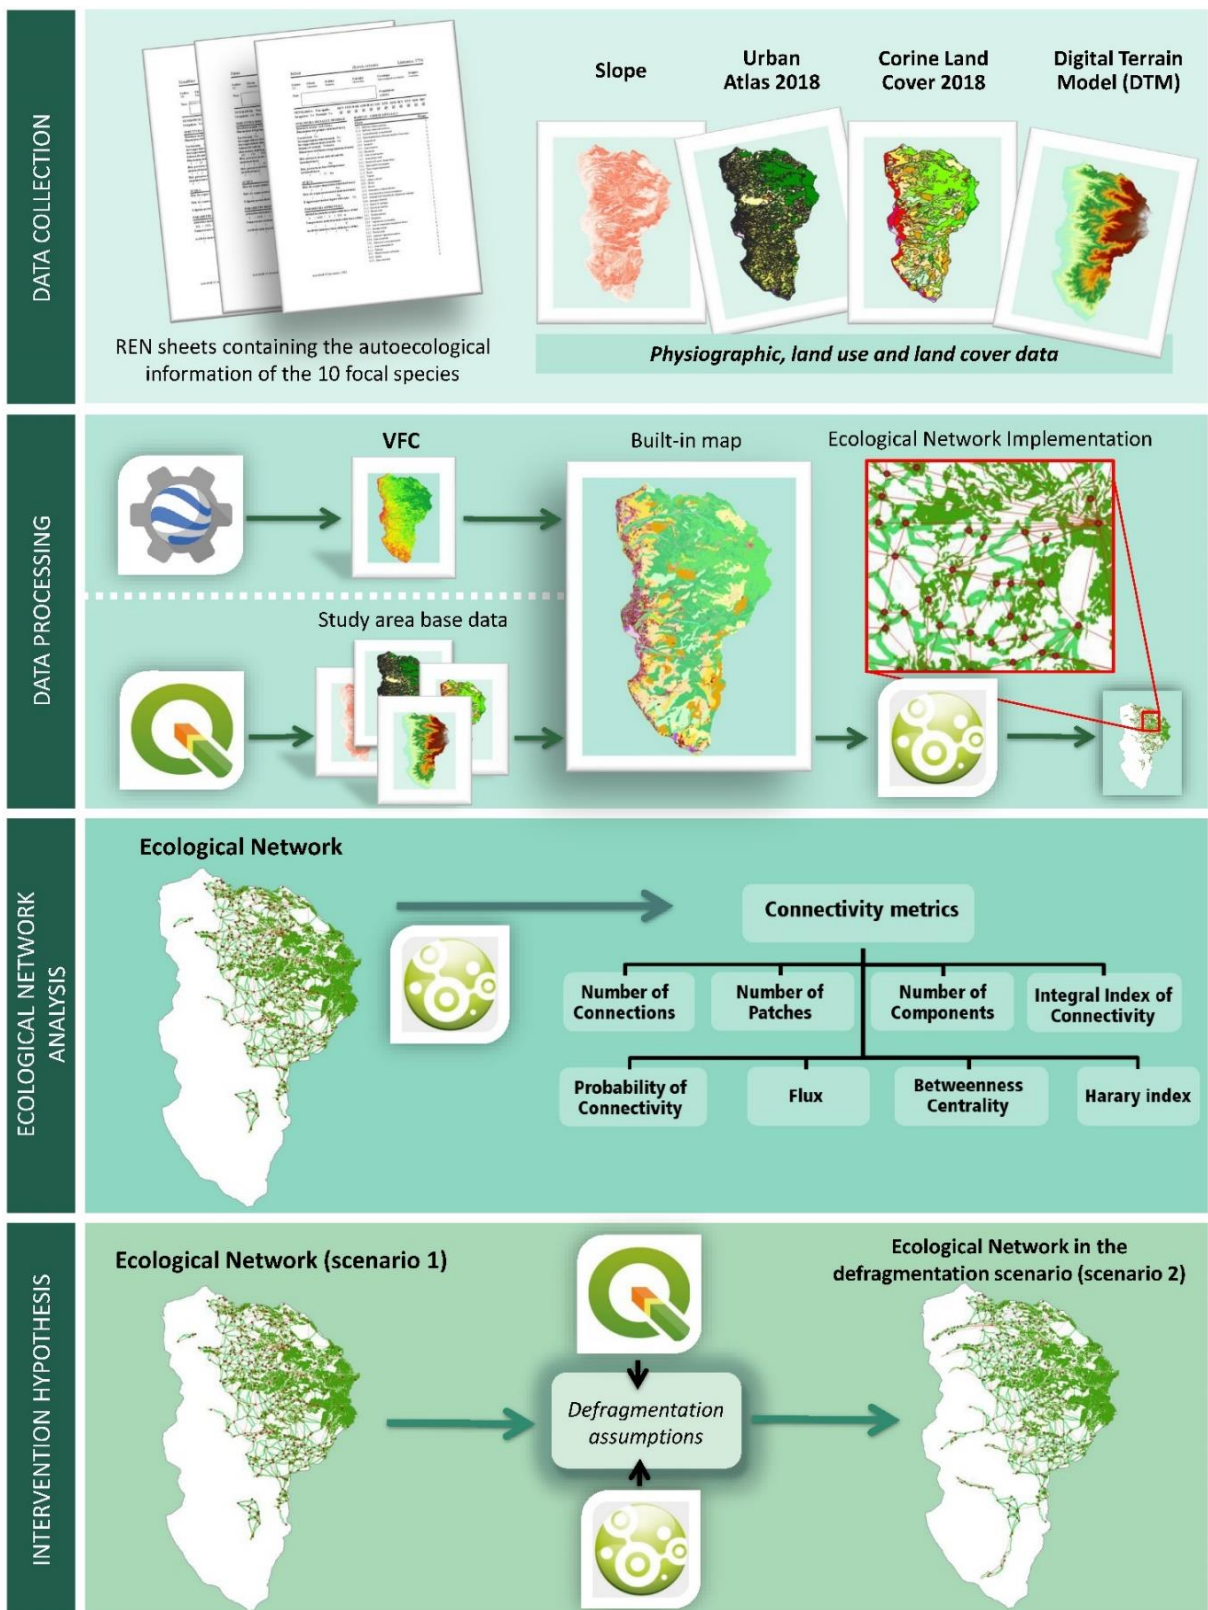 DATA COLLECTION
REN sheets containing the autoecological
information of the 10 focal species
Slope
Urban
Atlas 2018
Corine Land
Cover 2018
Digital Terrain
Model (DTM)
Physiographic, land use and land cover data
DATA PROCESSING
VFC
Study area base data
Built-in map
Ecological Network Implementation
ECOLOGICAL NETWORK
ANALYSIS
Ecological Network
Connectivity metrics
Number of
Connections
Number of
Patches
Number of
Components
Integral Index of
Connectivity
Probability of
Connectivity
Flux
Betweenness
Centrality
Harary index
INTERVENTION HYPOTHESIS
Ecological Network (scenario 1)
Defragmentation
assumptions
Ecological Network in the
defragmentation scenario (scenario 2)